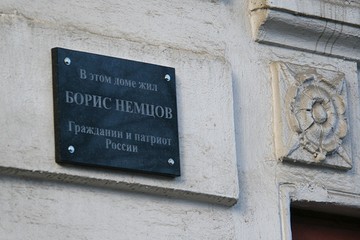 В этом доме жил
БОРИС НЕМЦОВ
Гражданин и патриот
России